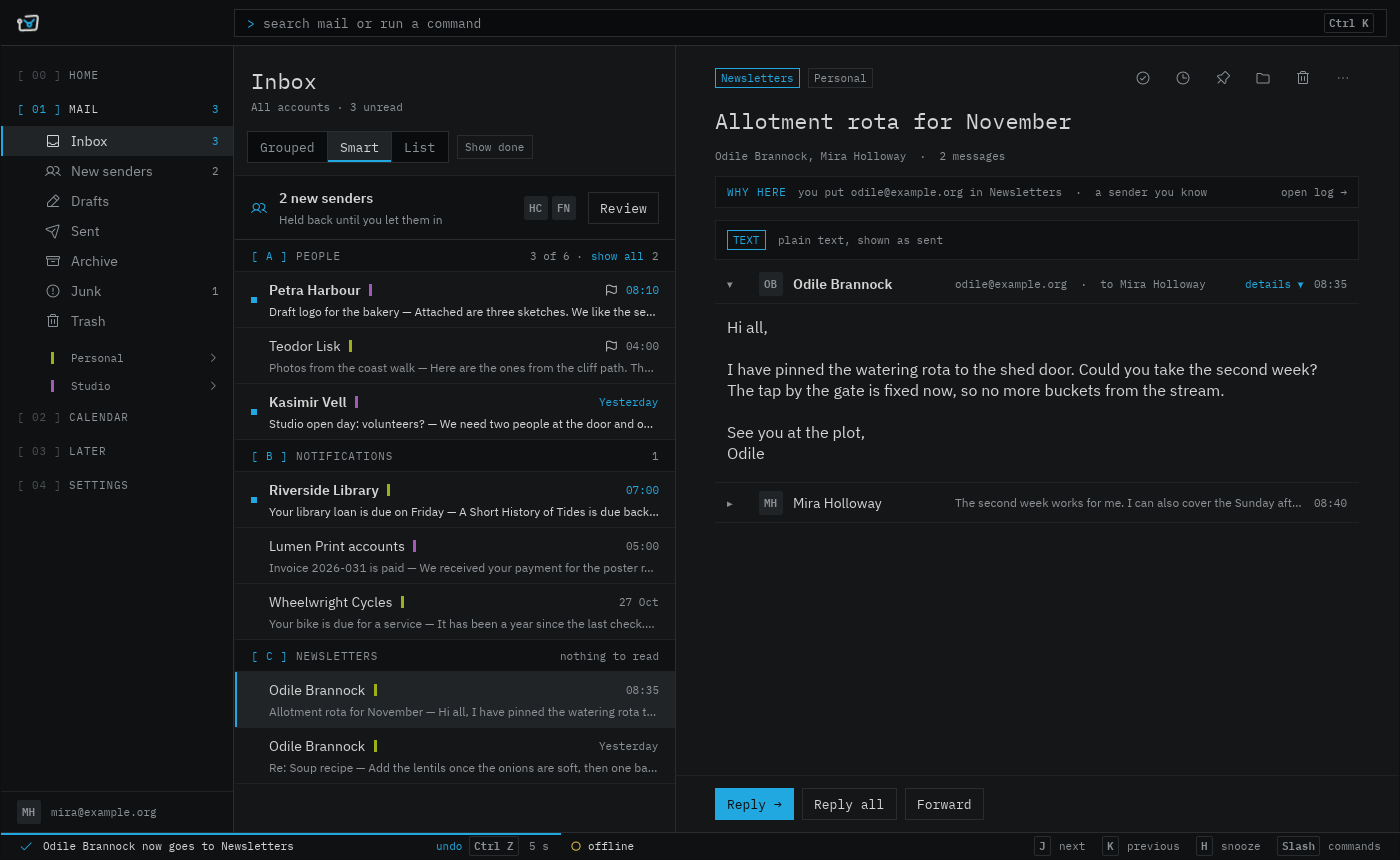 > search mail or run a command Ctrl K
[ 00 ] HOME
[ 01 ] MAIL 3
Inbox 3
New senders 2
Drafts
Sent
Archive
Junk 1
Trash
Personal
Studio
[ 02 ] CALENDAR
[ 03 ] LATER
[ 04 ] SETTINGS
MH mira@example.org
Inbox
All accounts · 3 unread
Grouped Smart List Show done
2 new senders
Held back until you let them in
HC FN Review
[ A ] PEOPLE 3 of 6 · show all 2
Petra Harbour 08:10
Draft logo for the bakery — Attached are three sketches. We like the se…
Teodor Lisk 04:00
Photos from the coast walk — Here are the ones from the cliff path. Th…
Kasimir Vell Yesterday
Studio open day: volunteers? — We need two people at the door and o…
[ B ] NOTIFICATIONS 1
Riverside Library 07:00
Your library loan is due on Friday — A Short History of Tides is due back…
Lumen Print accounts 05:00
Invoice 2026-031 is paid — We received your payment for the poster r…
Wheelwright Cycles 27 Oct
Your bike is due for a service — It has been a year since the last check.…
[ C ] NEWSLETTERS nothing to read
Odile Brannock 08:35
Allotment rota for November — Hi all, I have pinned the watering rota t…
Odile Brannock Yesterday
Re: Soup recipe — Add the lentils once the onions are soft, then one ba…
Newsletters Personal
Allotment rota for November
Odile Brannock, Mira Holloway · 2 messages
WHY HERE you put odile@example.org in Newsletters · a sender you know open log →
TEXT plain text, shown as sent
▾ OB Odile Brannock odile@example.org · to Mira Holloway details ▾ 08:35
Hi all,
I have pinned the watering rota to the shed door. Could you take the second week?
The tap by the gate is fixed now, so no more buckets from the stream.
See you at the plot,
Odile
▸ MH Mira Holloway The second week works for me. I can also cover the Sunday aft… 08:40
Reply → Reply all Forward
Odile Brannock now goes to Newsletters undo Ctrl Z 5 s offline
J next K previous H snooze Slash commands